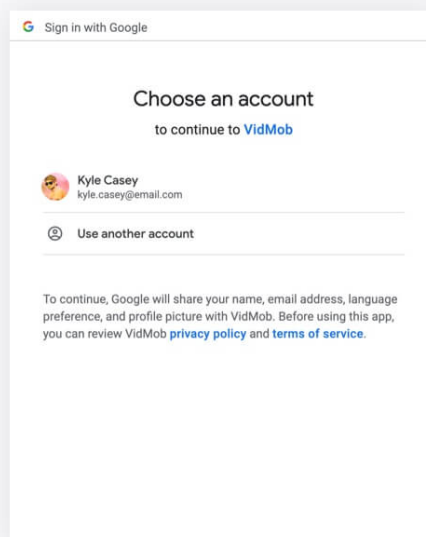 Sign in with Google
Choose an account
to continue to VidMob
Kyle Casey
kyle.casey@email.com
Use another account
To continue, Google will share your name, email address, language
preference, and profile picture with VidMob. Before using this app,
you can review VidMob privacy policy and terms of service.